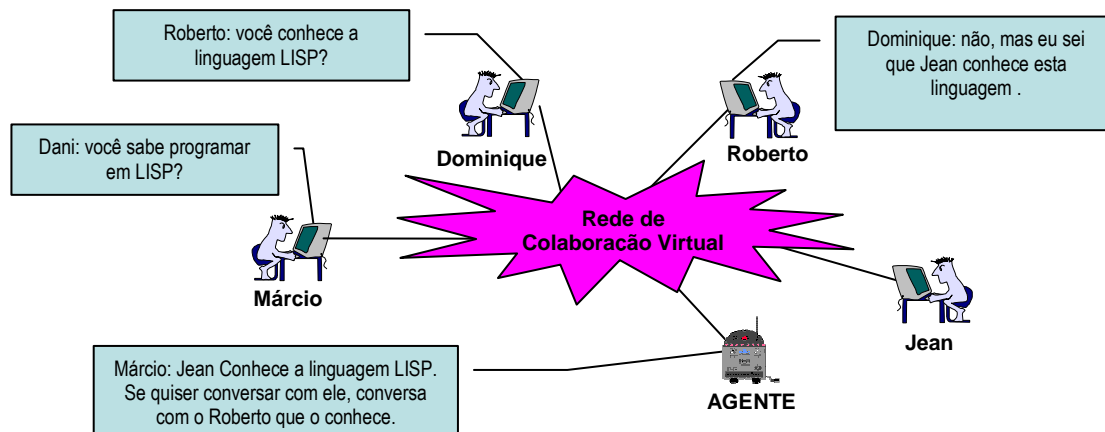 Roberto: você conhece a
linguagem LISP?
Dominique: não, mas eu sei
que Jean conhece esta
linguagem .
Dominique
Roberto
Dani: você sabe programar
em LISP?
Rede de
Colaboração Virtual
Márcio
Jean
Márcio: Jean Conhece a linguagem LISP.
Se quiser conversar com ele, conversa
com o Roberto que o conhece.
AGENTE